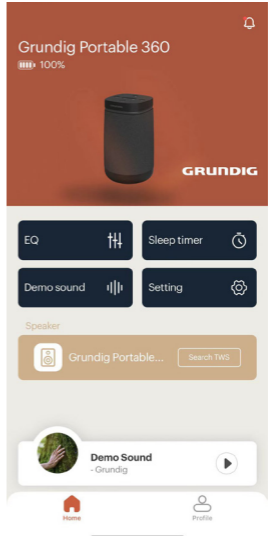 Grundig Portable 360
100%
GRUNDIG
EQ
Sleep timer
Demo sound
Setting
Speaker
Grundig Portable...
Search TWS
Demo Sound
- Grundig
Home
Profile